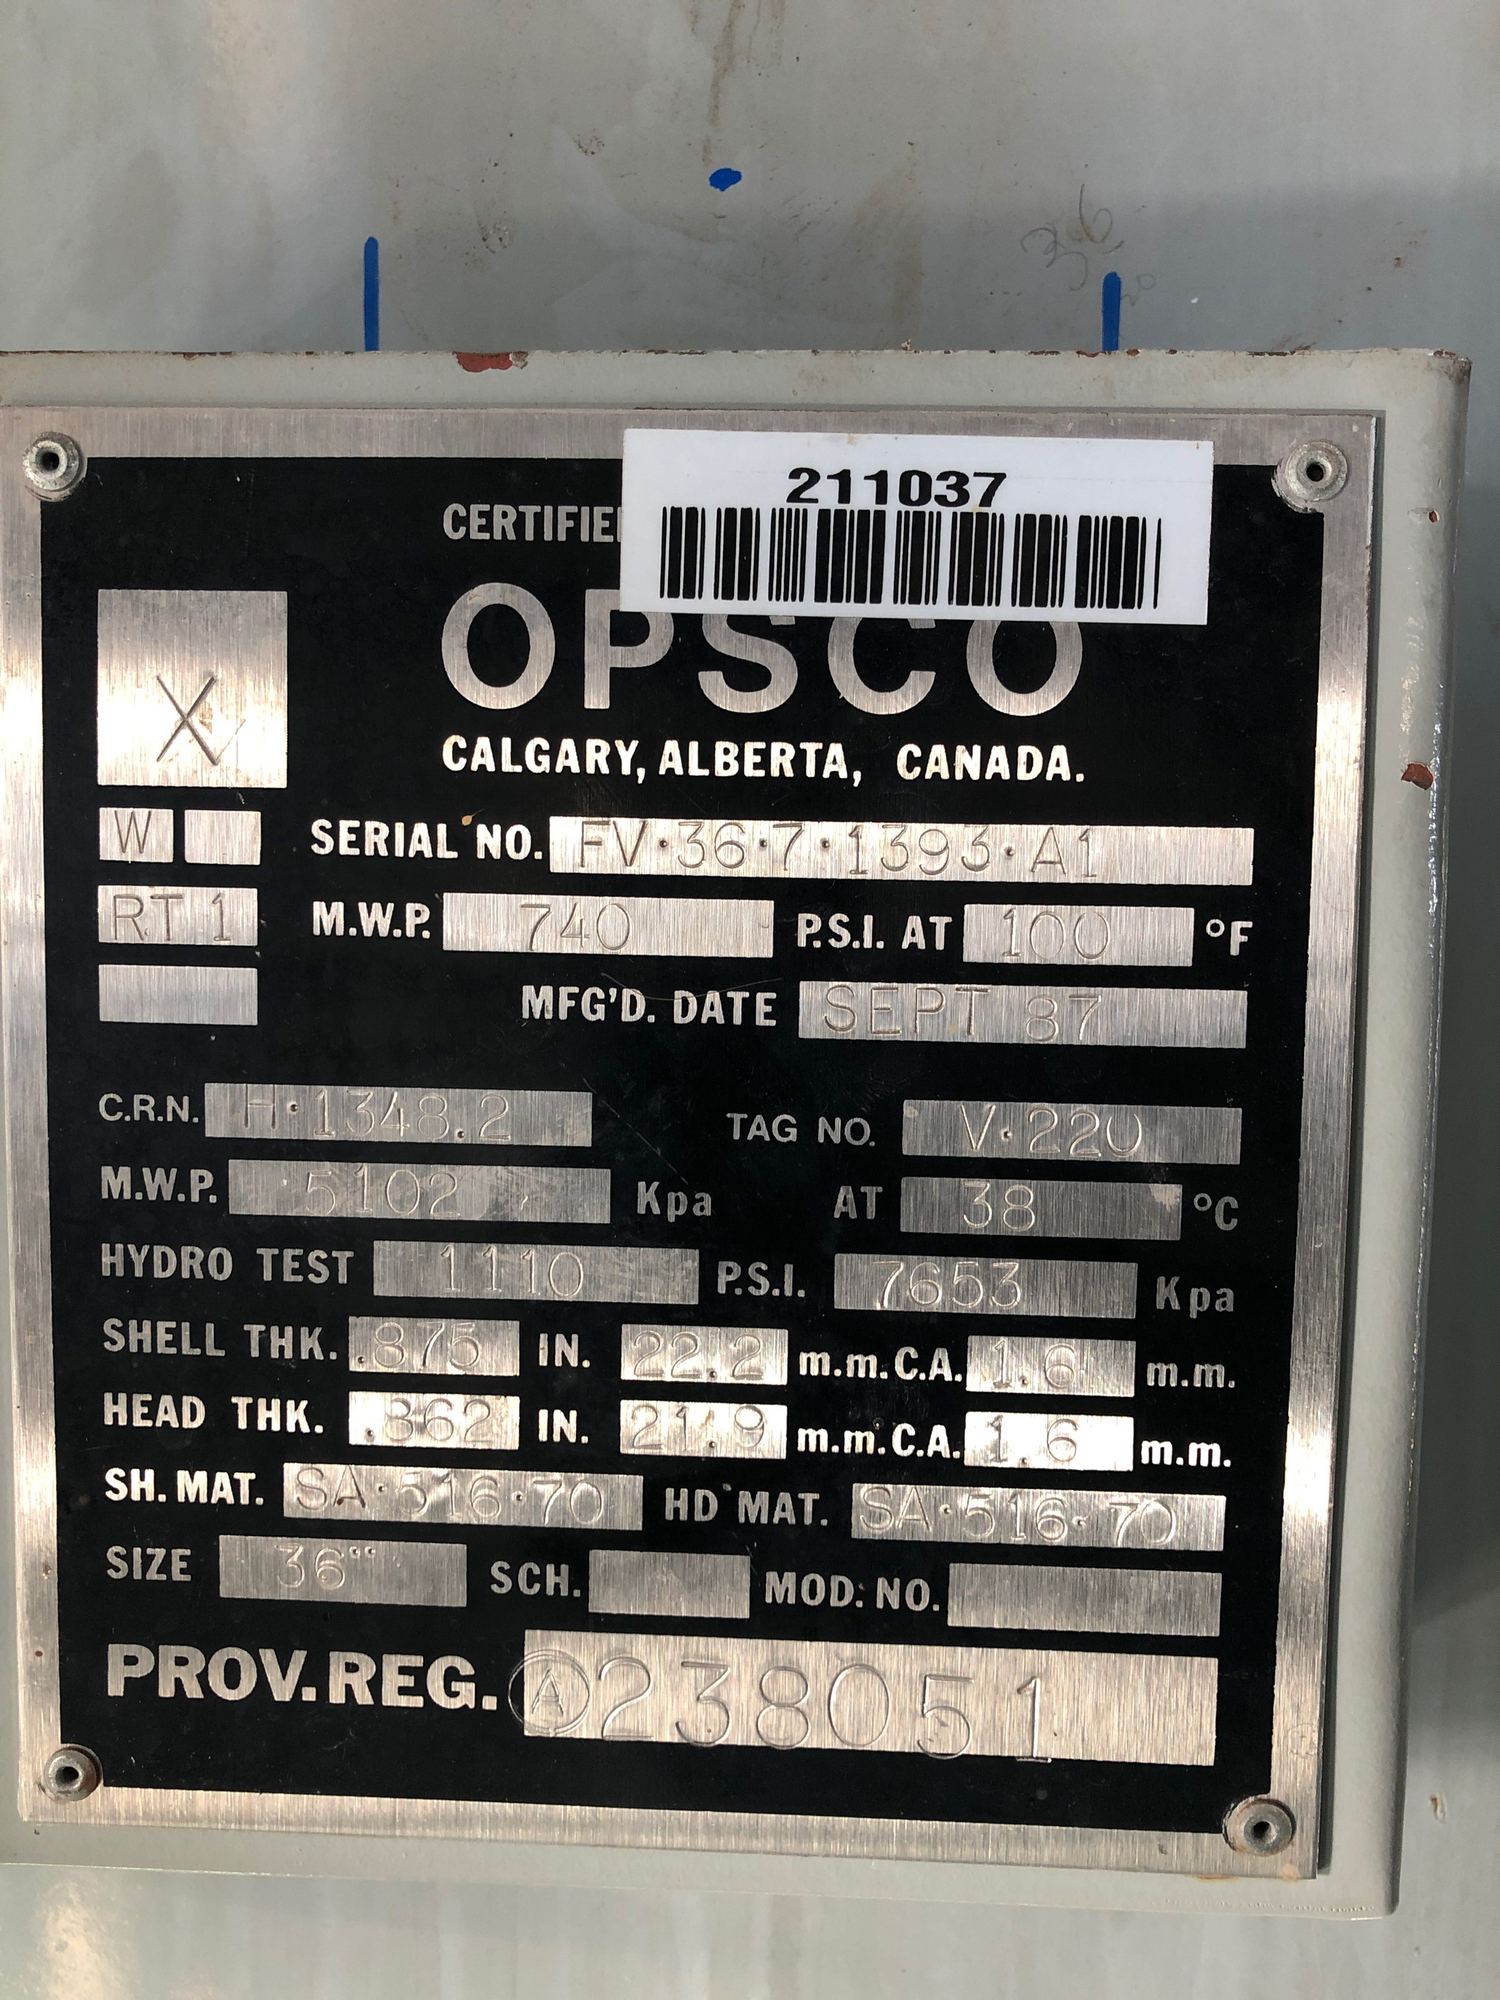 36
20
211037
CERTIFIE
OPSCO
CALGARY, ALBERTA, CANADA.
X
W
SERIAL NO. FV·36·7·1393·A1
RT 1
M.W.P. 740 P.S.I. AT 100 °F
MFG'D. DATE SEPT 87
C.R.N. H·1348.2 TAG NO. V·220
M.W.P. 5102 Kpa AT 38 °C
HYDRO TEST 1110 P.S.I. 7653 Kpa
SHELL THK. .875 IN. 22.2 m.m. C.A. 1.6 m.m.
HEAD THK. .862 IN. 21.9 m.m. C.A. 1.6 m.m.
SH. MAT. SA·516·70 HD MAT. SA·516·70
SIZE 36" SCH. MOD. NO.
PROV. REG. A 238051